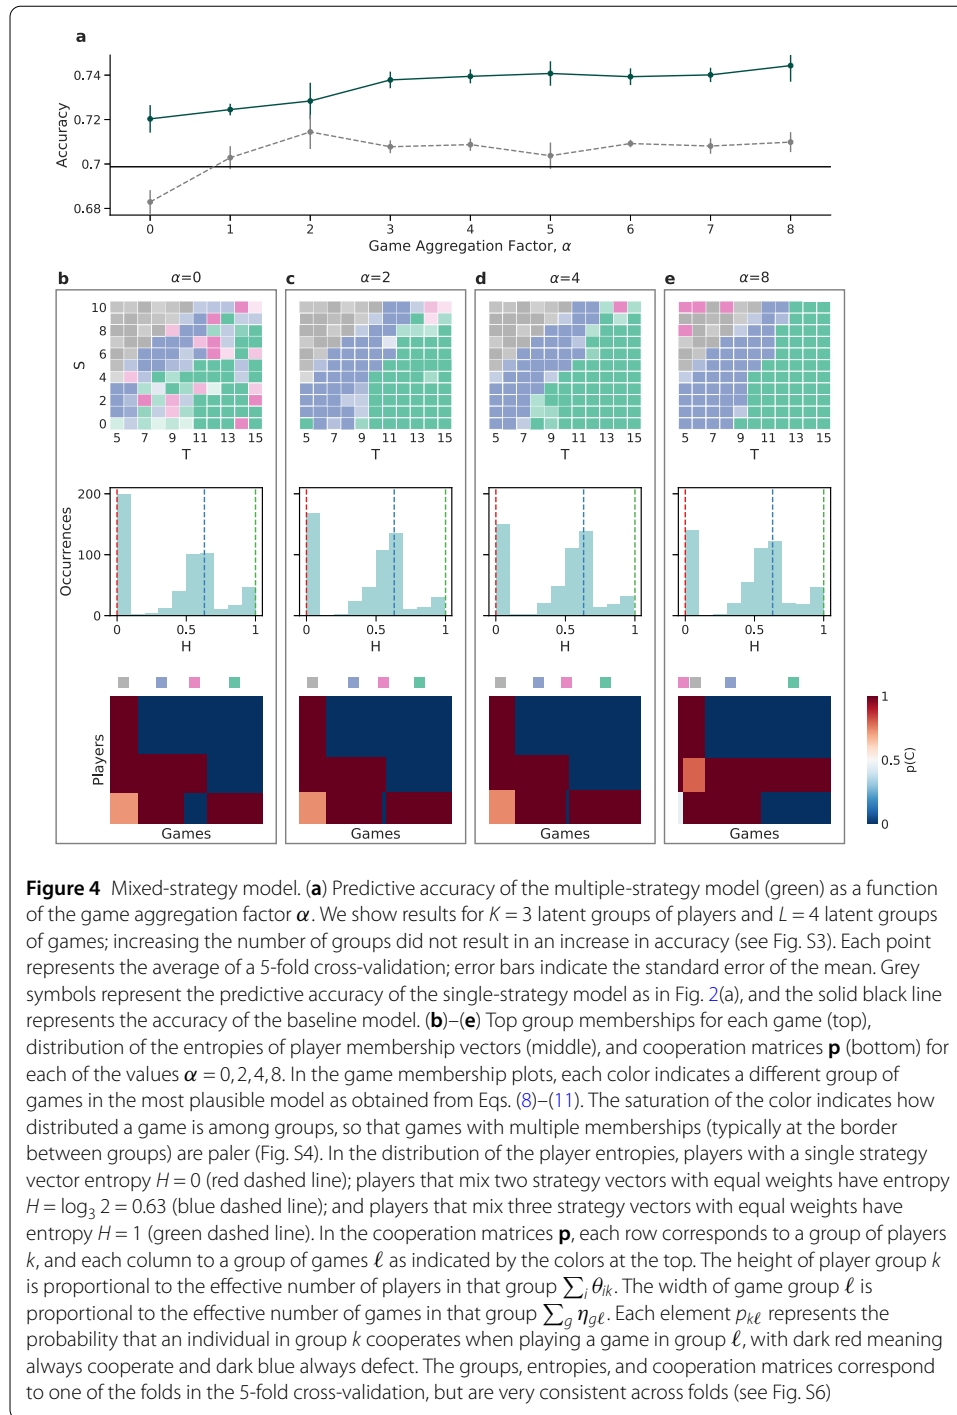 a
0.74
0.72
0.7
0.68
Accuracy
0 1 2 3 4 5 6 7 8
Game Aggregation Factor, α
b α=0 c α=2 d α=4 e α=8
10
8
6
4
2
0
S
5 7 9 11 13 15 5 7 9 11 13 15 5 7 9 11 13 15 5 7 9 11 13 15
T T T T
200
100
0
Occurrences
0 0.5 1 0 0.5 1 0 0.5 1 0 0.5 1
H H H H
Players
1
0.5
0
p(C)
Games Games Games Games
Figure 4 Mixed-strategy model. (a) Predictive accuracy of the multiple-strategy model (green) as a function
of the game aggregation factor α. We show results for K = 3 latent groups of players and L = 4 latent groups
of games; increasing the number of groups did not result in an increase in accuracy (see Fig. S3). Each point
represents the average of a 5-fold cross-validation; error bars indicate the standard error of the mean. Grey
symbols represent the predictive accuracy of the single-strategy model as in Fig. 2(a), and the solid black line
represents the accuracy of the baseline model. (b)–(e) Top group memberships for each game (top),
distribution of the entropies of player membership vectors (middle), and cooperation matrices p (bottom) for
each of the values α = 0, 2, 4, 8. In the game membership plots, each color indicates a different group of
games in the most plausible model as obtained from Eqs. (8)–(11). The saturation of the color indicates how
distributed a game is among groups, so that games with multiple memberships (typically at the border
between groups) are paler (Fig. S4). In the distribution of the player entropies, players with a single strategy
vector entropy H = 0 (red dashed line); players that mix two strategy vectors with equal weights have entropy
H = log₃ 2 = 0.63 (blue dashed line); and players that mix three strategy vectors with equal weights have
entropy H = 1 (green dashed line). In the cooperation matrices p, each row corresponds to a group of players
k, and each column to a group of games ℓ as indicated by the colors at the top. The height of player group k
is proportional to the effective number of players in that group ∑ᵢ θᵢₖ. The width of game group ℓ is
proportional to the effective number of games in that group ∑_g η_gℓ. Each element p_kℓ represents the
probability that an individual in group k cooperates when playing a game in group ℓ, with dark red meaning
always cooperate and dark blue always defect. The groups, entropies, and cooperation matrices correspond
to one of the folds in the 5-fold cross-validation, but are very consistent across folds (see Fig. S6)